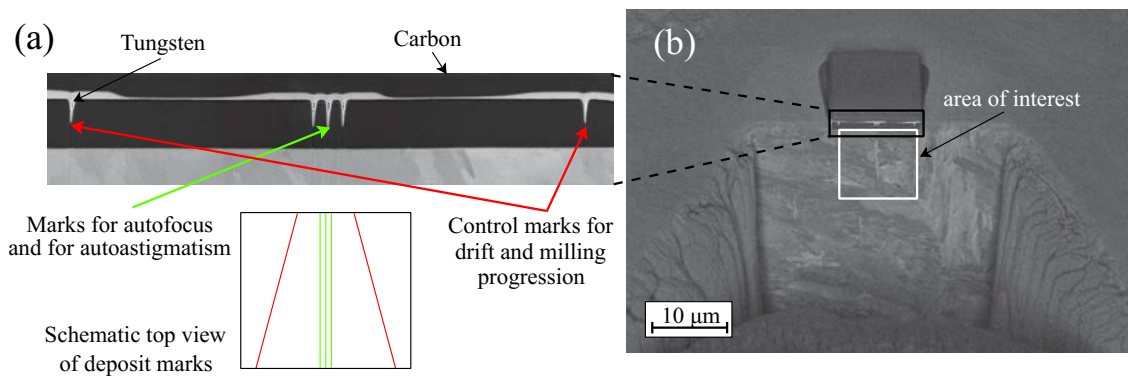 (a)
Tungsten
Carbon
Marks for autofocus
and for autoastigmatism
Control marks for
drift and milling
progression
Schematic top view
of deposit marks
(b)
area of interest
10 μm